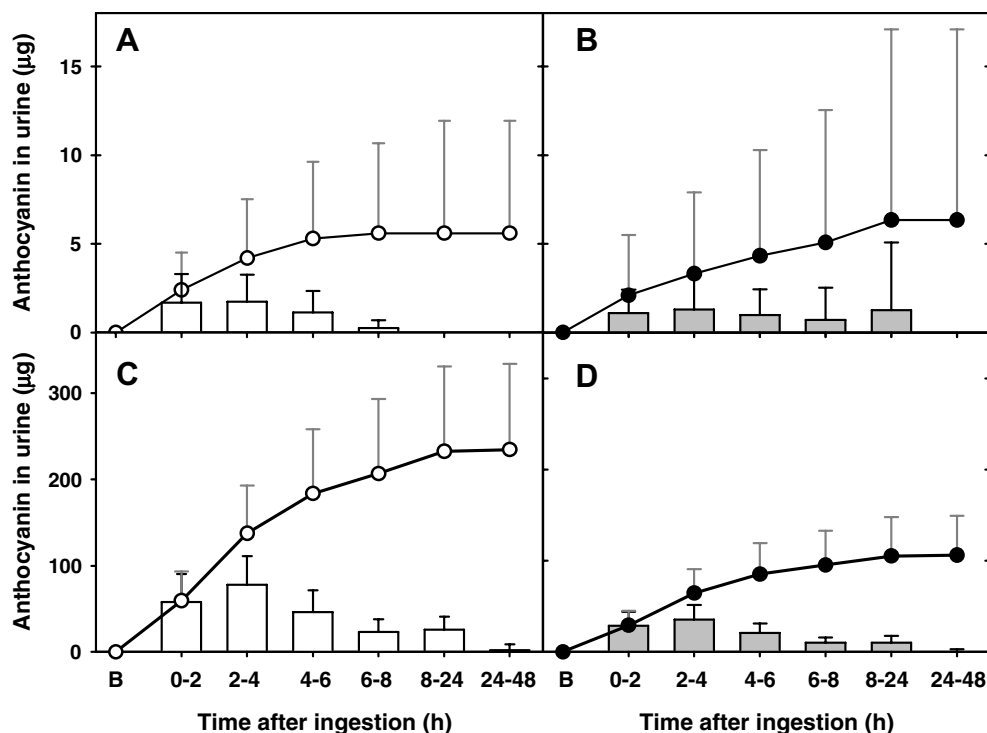 A
B
Anthocyanin in urine (µg)
15
10
5
0
C
D
Anthocyanin in urine (µg)
300
200
100
0
B 0-2 2-4 4-6 6-8 8-24 24-48
B 0-2 2-4 4-6 6-8 8-24 24-48
Time after ingestion (h)
Time after ingestion (h)